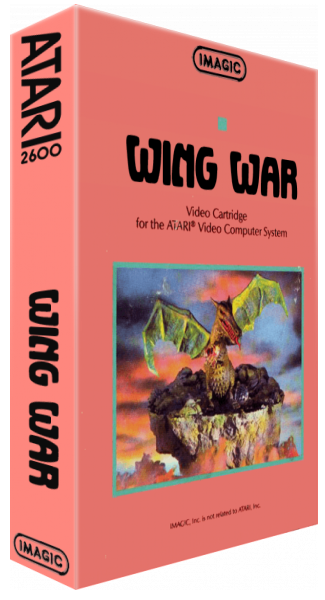 ATARI
2600
WING WAR
IMAGIC
IMAGIC
WING WAR
Video Cartridge
for the ATARI® Video Computer System
IMAGIC, Inc. is not related to ATARI, Inc.